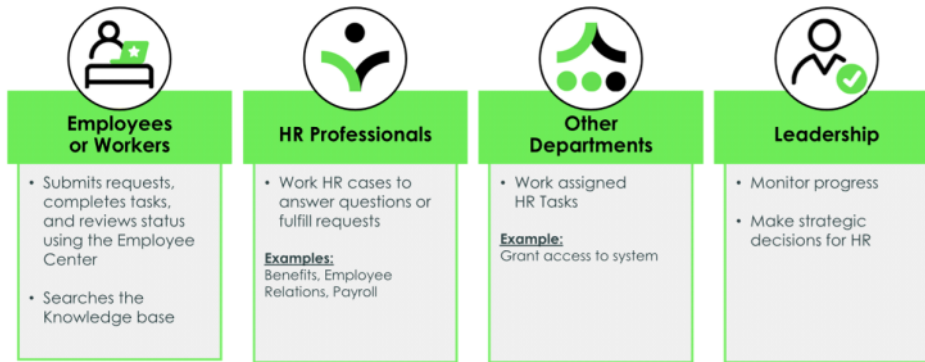 Employees
or Workers
• Submits requests,
completes tasks,
and reviews status
using the Employee
Center
• Searches the
Knowledge base
HR Professionals
• Work HR cases to
answer questions or
fulfill requests
Examples:
Benefits, Employee
Relations, Payroll
Other
Departments
• Work assigned
HR Tasks
Example:
Grant access to system
Leadership
• Monitor progress
• Make strategic
decisions for HR